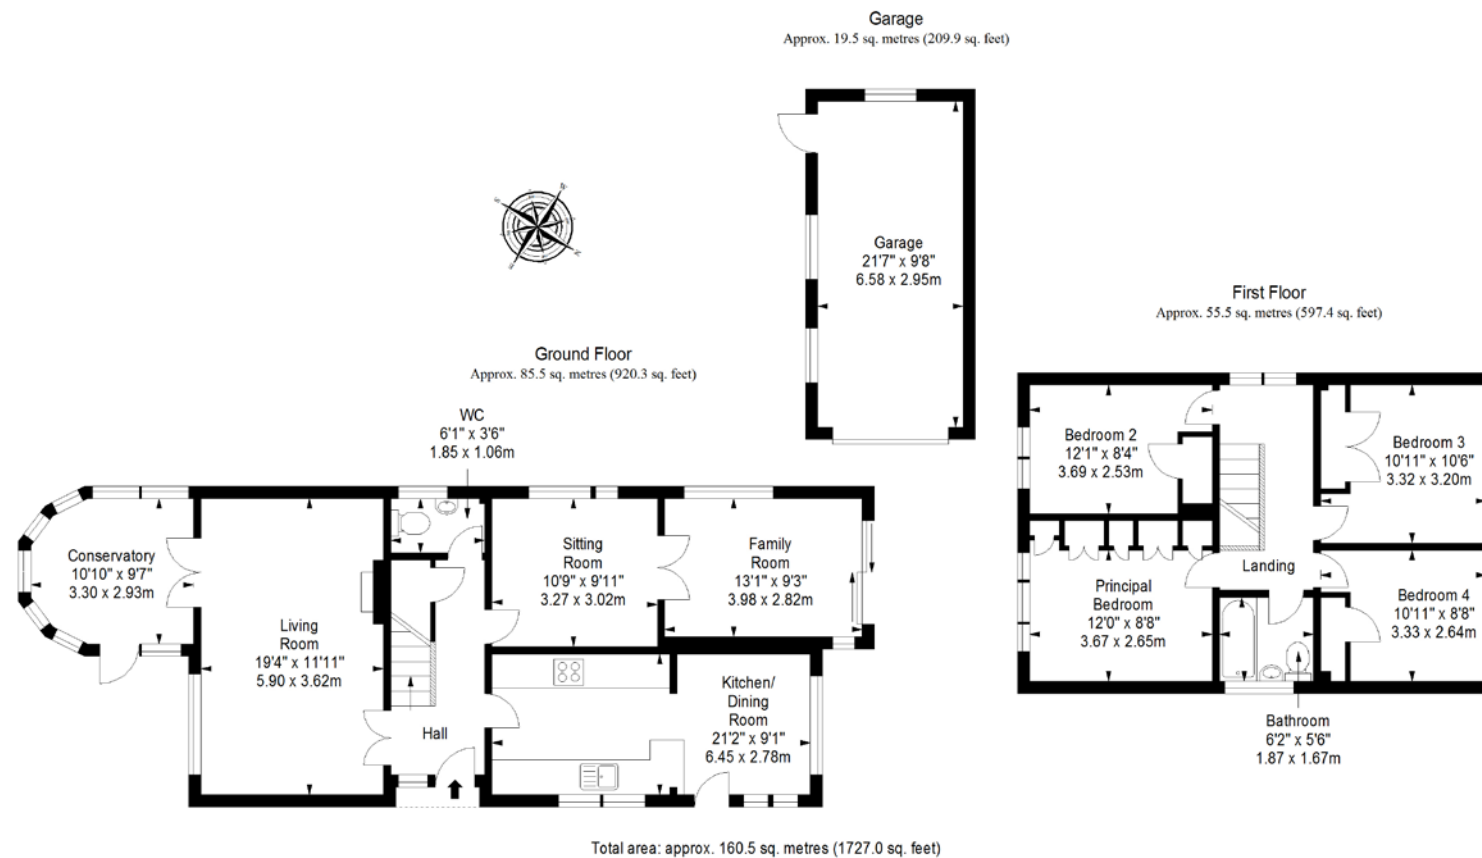 Garage
Approx. 19.5 sq. metres (209.9 sq. feet)
Garage
21'7" x 9'8"
6.58 x 2.95m
First Floor
Approx. 55.5 sq. metres (597.4 sq. feet)
Ground Floor
Approx. 85.5 sq. metres (920.3 sq. feet)
WC
6'1" x 3'6"
1.85 x 1.06m
Conservatory
10'10" x 9'7"
3.30 x 2.93m
Living
Room
19'4" x 11'11"
5.90 x 3.62m
Sitting
Room
10'9" x 9'11"
3.27 x 3.02m
Family
Room
13'1" x 9'3"
3.98 x 2.82m
Hall
Kitchen/
Dining
Room
21'2" x 9'1"
6.45 x 2.78m
Bedroom 2
12'1" x 8'4"
3.69 x 2.53m
Bedroom 3
10'11" x 10'6"
3.32 x 3.20m
Landing
Principal
Bedroom
12'0" x 8'8"
3.67 x 2.65m
Bedroom 4
10'11" x 8'8"
3.33 x 2.64m
Bathroom
6'2" x 5'6"
1.87 x 1.67m
Total area: approx. 160.5 sq. metres (1727.0 sq. feet)